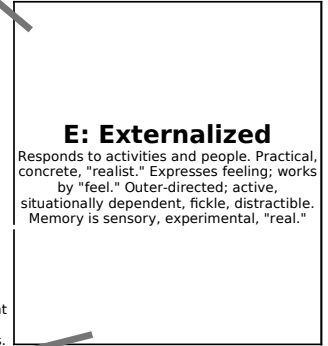 E: Externalized
Responds to activities and people. Practical,
concrete, "realist." Expresses feeling; works
by "feel." Outer-directed; active,
situationally dependent, fickle, distractible.
Memory is sensory, experimental, "real."